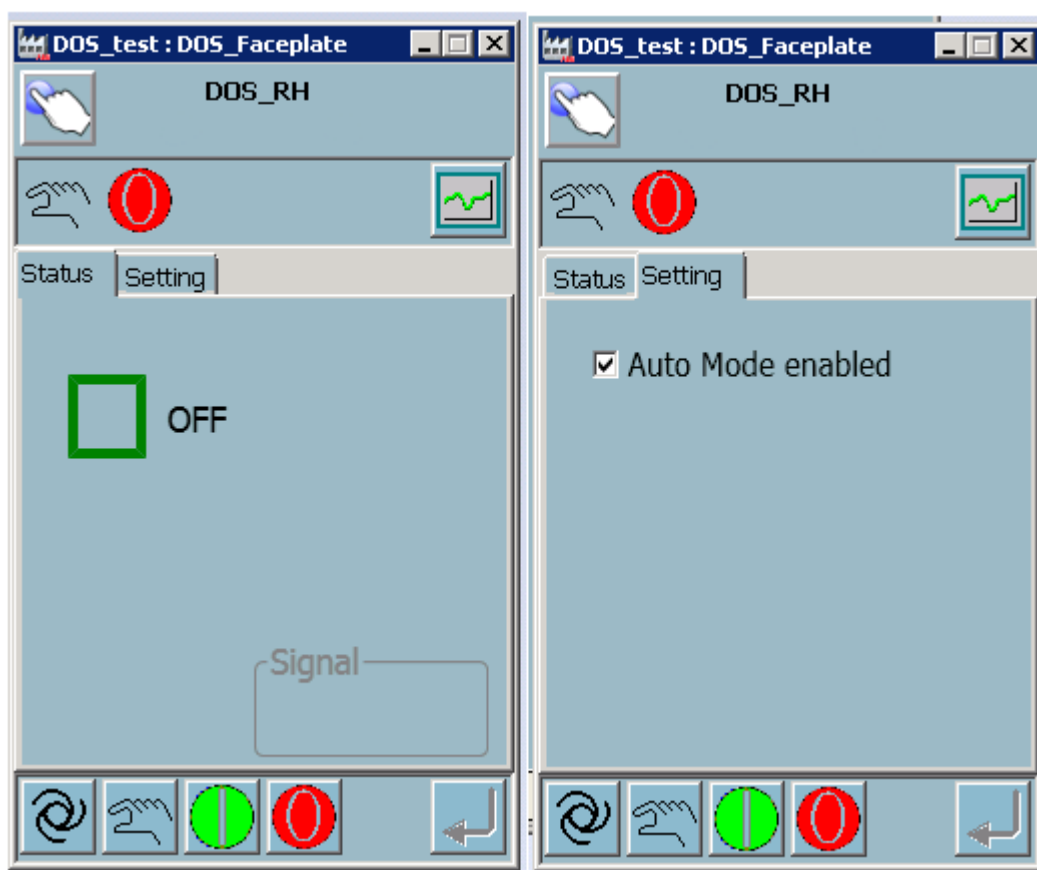 DOS_test : DOS_Faceplate
DOS_RH
Status
Setting
OFF
Signal
DOS_test : DOS_Faceplate
DOS_RH
Status
Setting
Auto Mode enabled